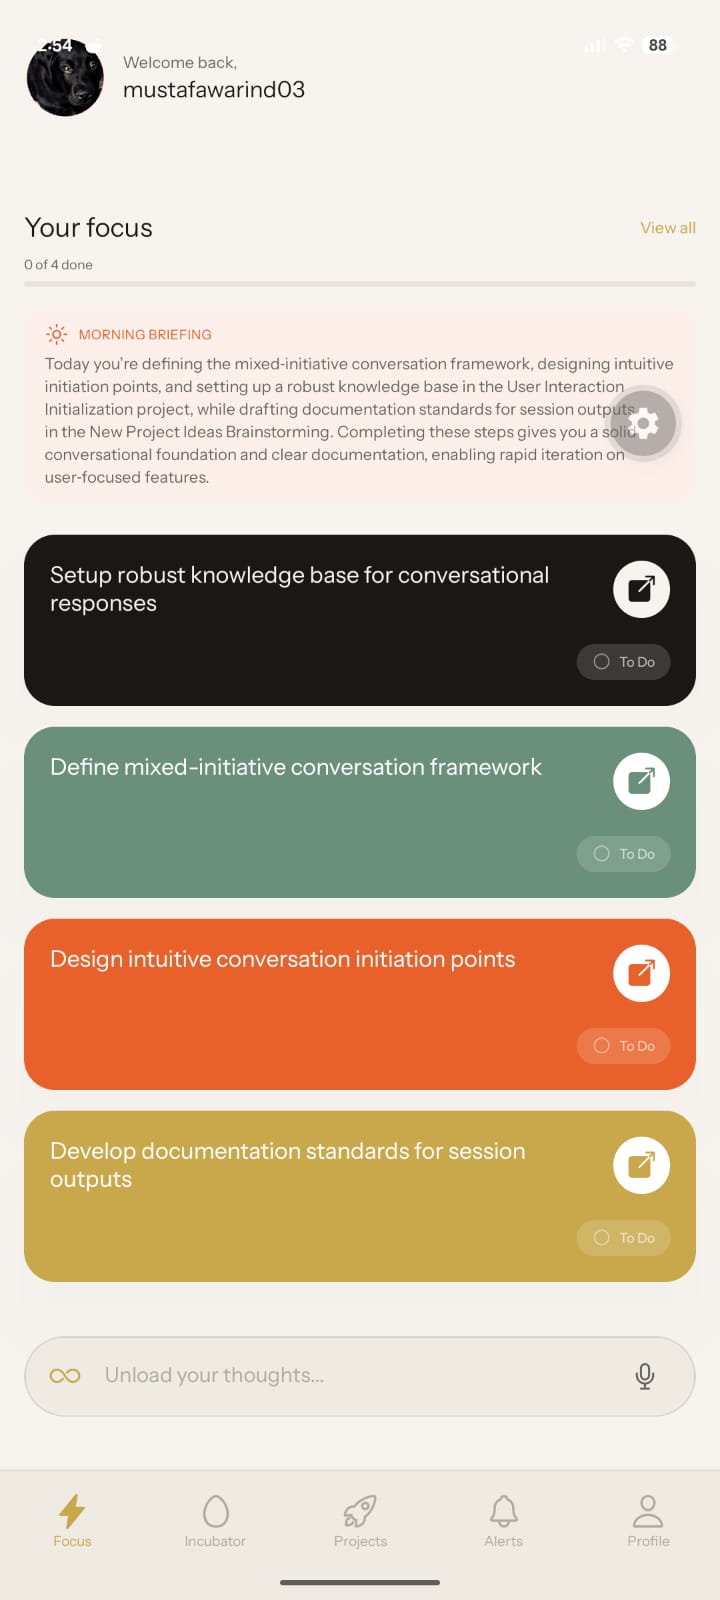 2:54
88
Welcome back,
mustafawarind03
Your focus
View all
0 of 4 done
MORNING BRIEFING
Today you're defining the mixed-initiative conversation framework, designing intuitive
initiation points, and setting up a robust knowledge base in the User Interaction
Initialization project, while drafting documentation standards for session outputs
in the New Project Ideas Brainstorming. Completing these steps gives you a solid
conversational foundation and clear documentation, enabling rapid iteration on
user-focused features.
Setup robust knowledge base for conversational
responses
To Do
Define mixed-initiative conversation framework
To Do
Design intuitive conversation initiation points
To Do
Develop documentation standards for session
outputs
To Do
Unload your thoughts...
Focus
Incubator
Projects
Alerts
Profile